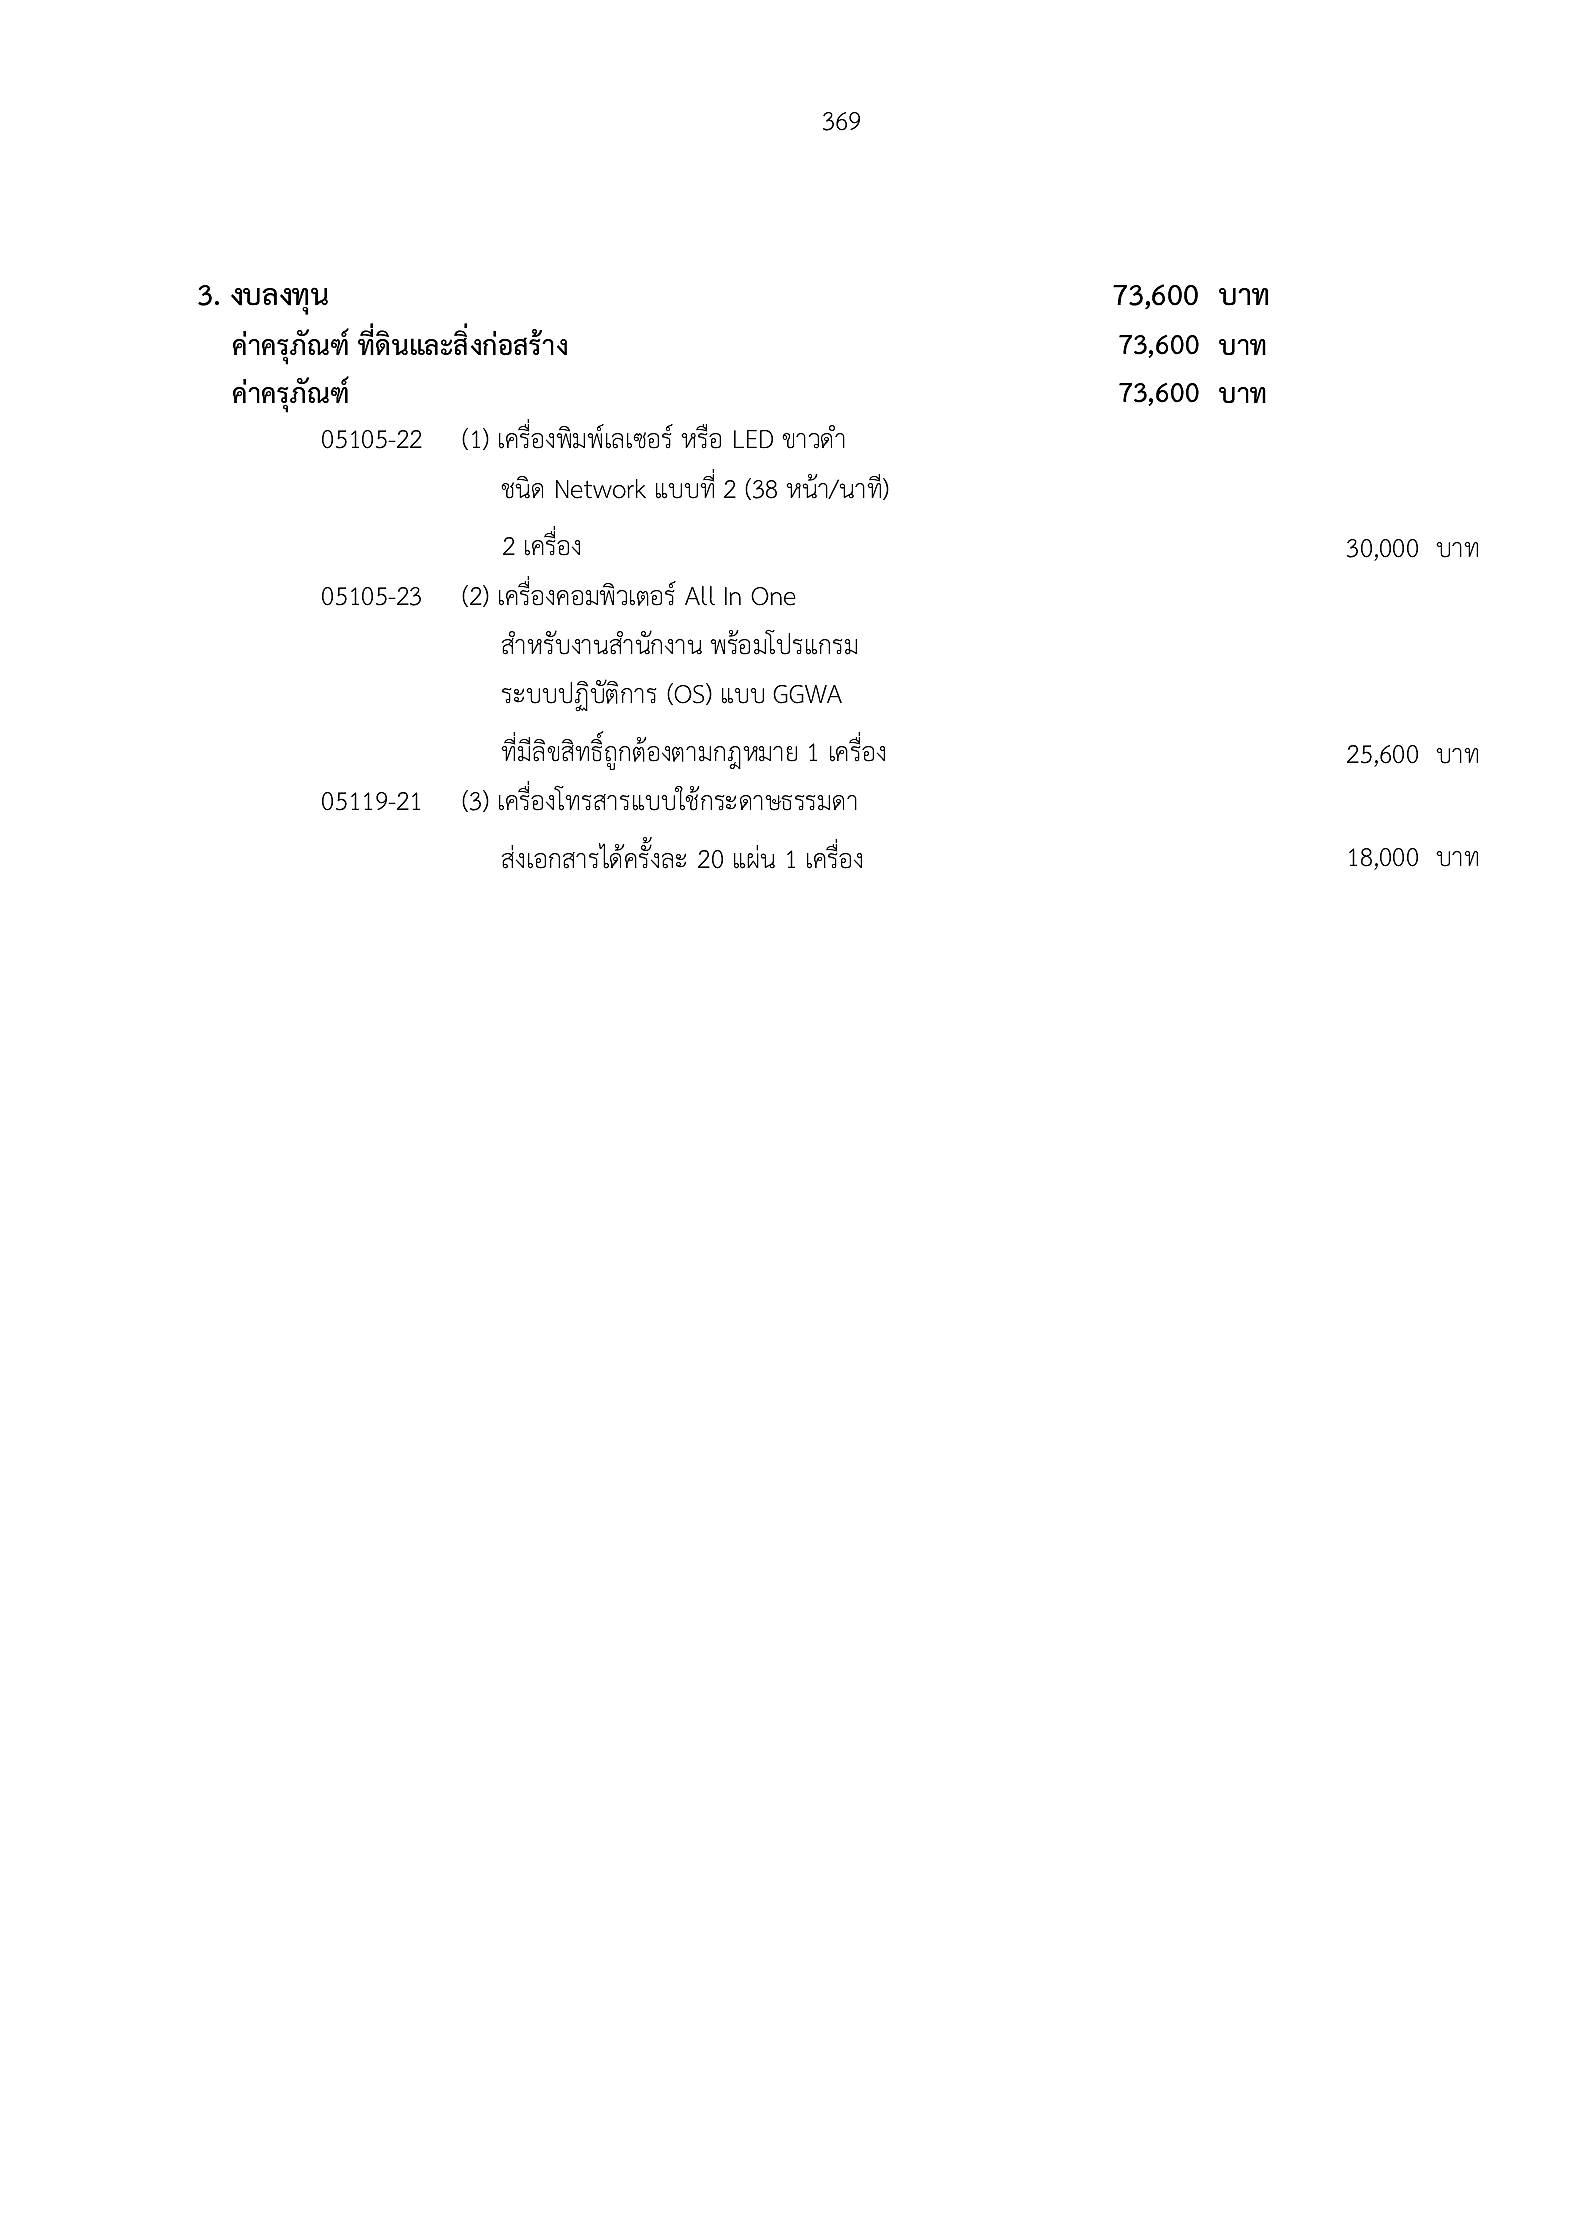 369
3. งบลงทุน 73,600 บาท
ค่าครุภัณฑ์ ที่ดินและสิ่งก่อสร้าง 73,600 บาท
ค่าครุภัณฑ์ 73,600 บาท
05105-22 (1) เครื่องพิมพ์เลเซอร์ หรือ LED ขาวดำ
ชนิด Network แบบที่ 2 (38 หน้า/นาที)
2 เครื่อง 30,000 บาท
05105-23 (2) เครื่องคอมพิวเตอร์ All In One
สำหรับงานสำนักงาน พร้อมโปรแกรม
ระบบปฏิบัติการ (OS) แบบ GGWA
ที่มีลิขสิทธิ์ถูกต้องตามกฎหมาย 1 เครื่อง 25,600 บาท
05119-21 (3) เครื่องโทรสารแบบใช้กระดาษธรรมดา
ส่งเอกสารได้ครั้งละ 20 แผ่น 1 เครื่อง 18,000 บาท